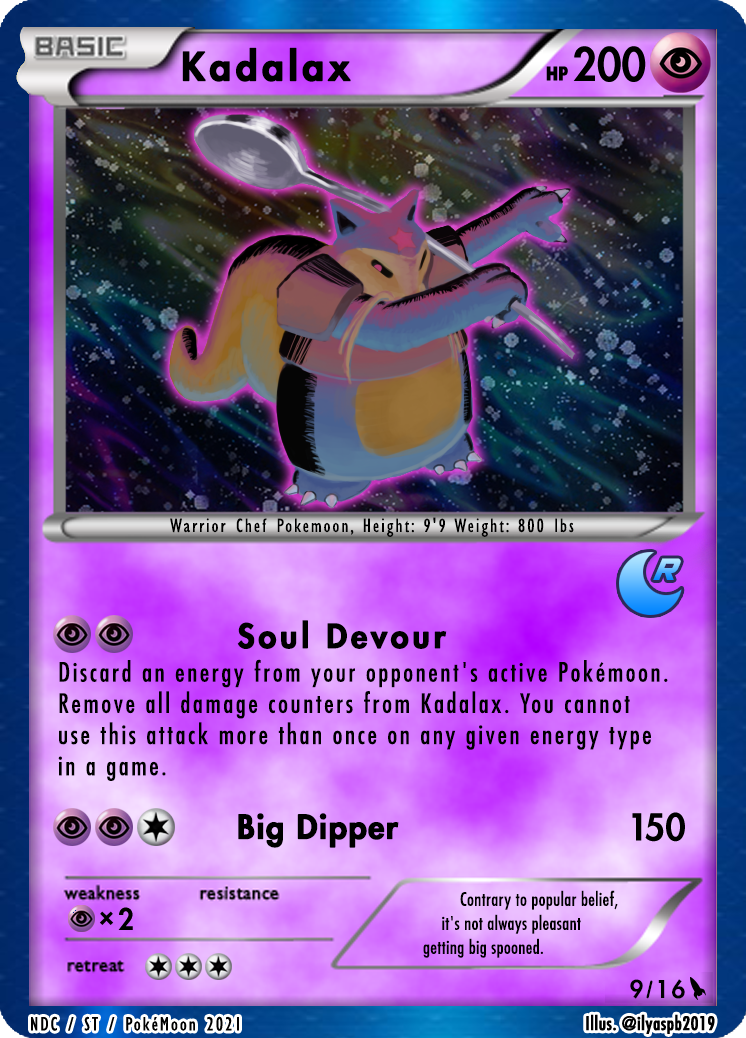 BASIC
Kadalax
HP 200
Warrior Chef Pokemoon, Height: 9'9 Weight: 800 lbs
R
Soul Devour
Discard an energy from your opponent's active Pokémoon.
Remove all damage counters from Kadalax. You cannot
use this attack more than once on any given energy type
in a game.
Big Dipper 150
weakness resistance
×2
Contrary to popular belief,
it's not always pleasant
getting big spooned.
retreat
9/16
NDC / ST / PokéMoon 2021
Illus. @ilyaspb2019